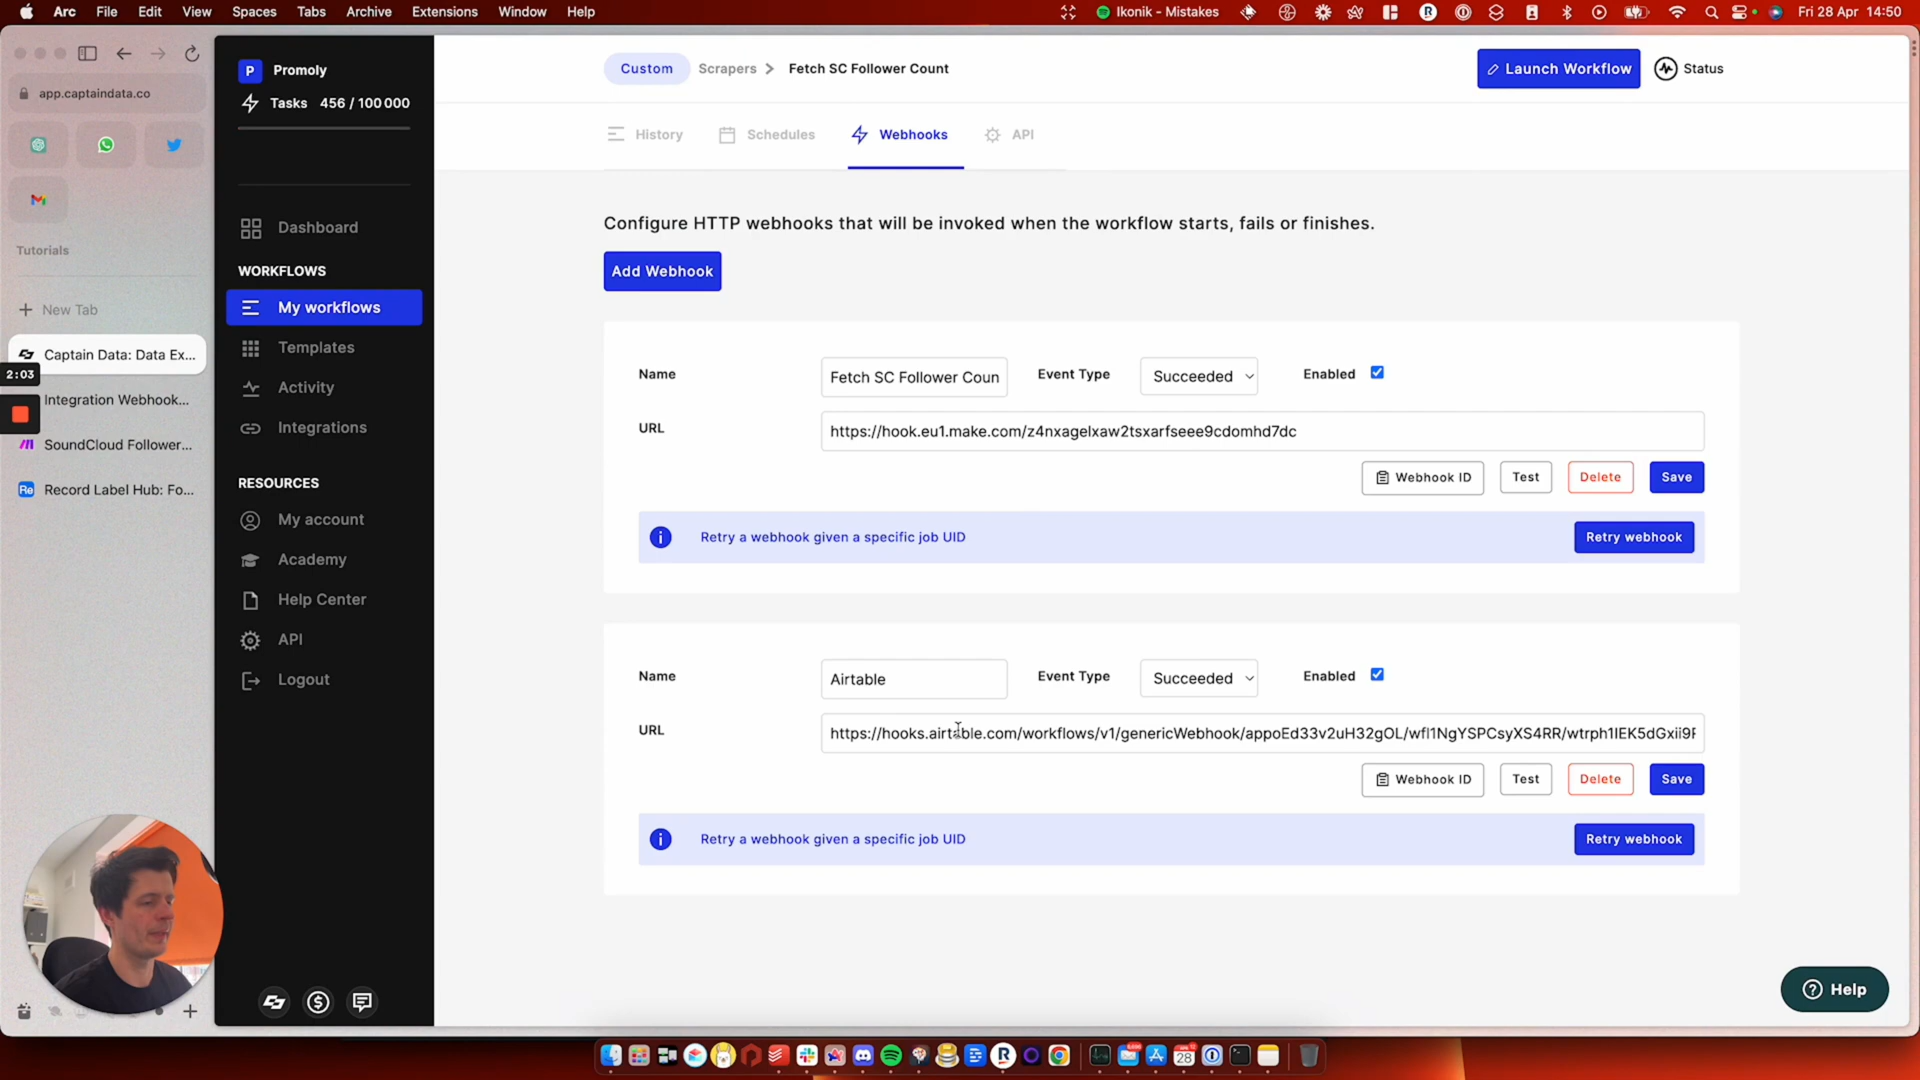 Arc File Edit View Spaces Tabs Archive Extensions Window Help
Ikonik - Mistakes
Fri 28 Apr 14:50
app.captaindata.co
Tutorials
New Tab
Captain Data: Data Ex...
2:03
Integration Webhook...
SoundCloud Follower...
Re Record Label Hub: Fo...
P Promoly
Tasks 456 / 100 000
Dashboard
WORKFLOWS
My workflows
Templates
Activity
Integrations
RESOURCES
My account
Academy
Help Center
API
Logout
Custom Scrapers Fetch SC Follower Count
Launch Workflow Status
History Schedules Webhooks API
Configure HTTP webhooks that will be invoked when the workflow starts, fails or finishes.
Add Webhook
Name Fetch SC Follower Coun Event Type Succeeded Enabled
URL https://hook.eu1.make.com/z4nxagelxaw2tsxarfseee9cdomhd7dc
Webhook ID Test Delete Save
Retry a webhook given a specific job UID Retry webhook
Name Airtable Event Type Succeeded Enabled
URL https://hooks.airtable.com/workflows/v1/genericWebhook/appoEd33v2uH32gOL/wfl1NgYSPCsyXS4RR/wtrph1IEK5dGxii9F
Webhook ID Test Delete Save
Retry a webhook given a specific job UID Retry webhook
Help
28